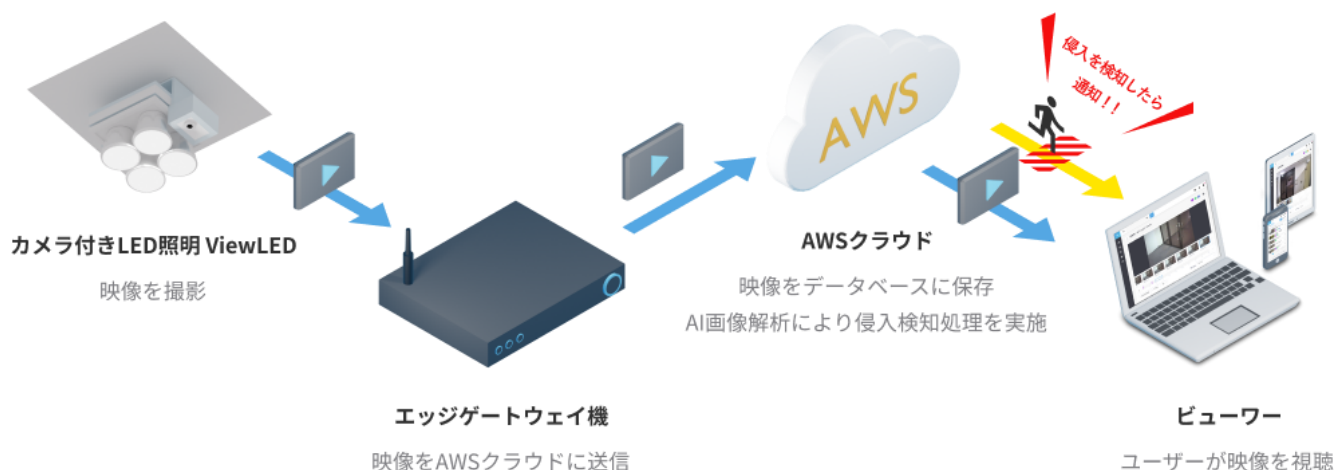 侵入を検知したら
通知！！
AWS
カメラ付きLED照明 ViewLED
映像を撮影
エッジゲートウェイ機
映像をAWSクラウドに送信
AWSクラウド
映像をデータベースに保存
AI画像解析により侵入検知処理を実施
ビューワー
ユーザーが映像を視聴